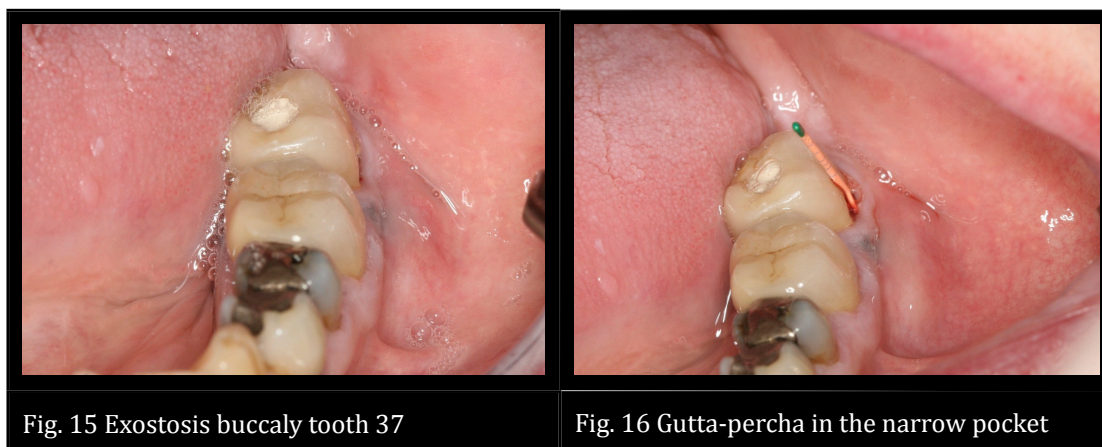 Fig. 15 Exostosis buccaly tooth 37
Fig. 16 Gutta-percha in the narrow pocket